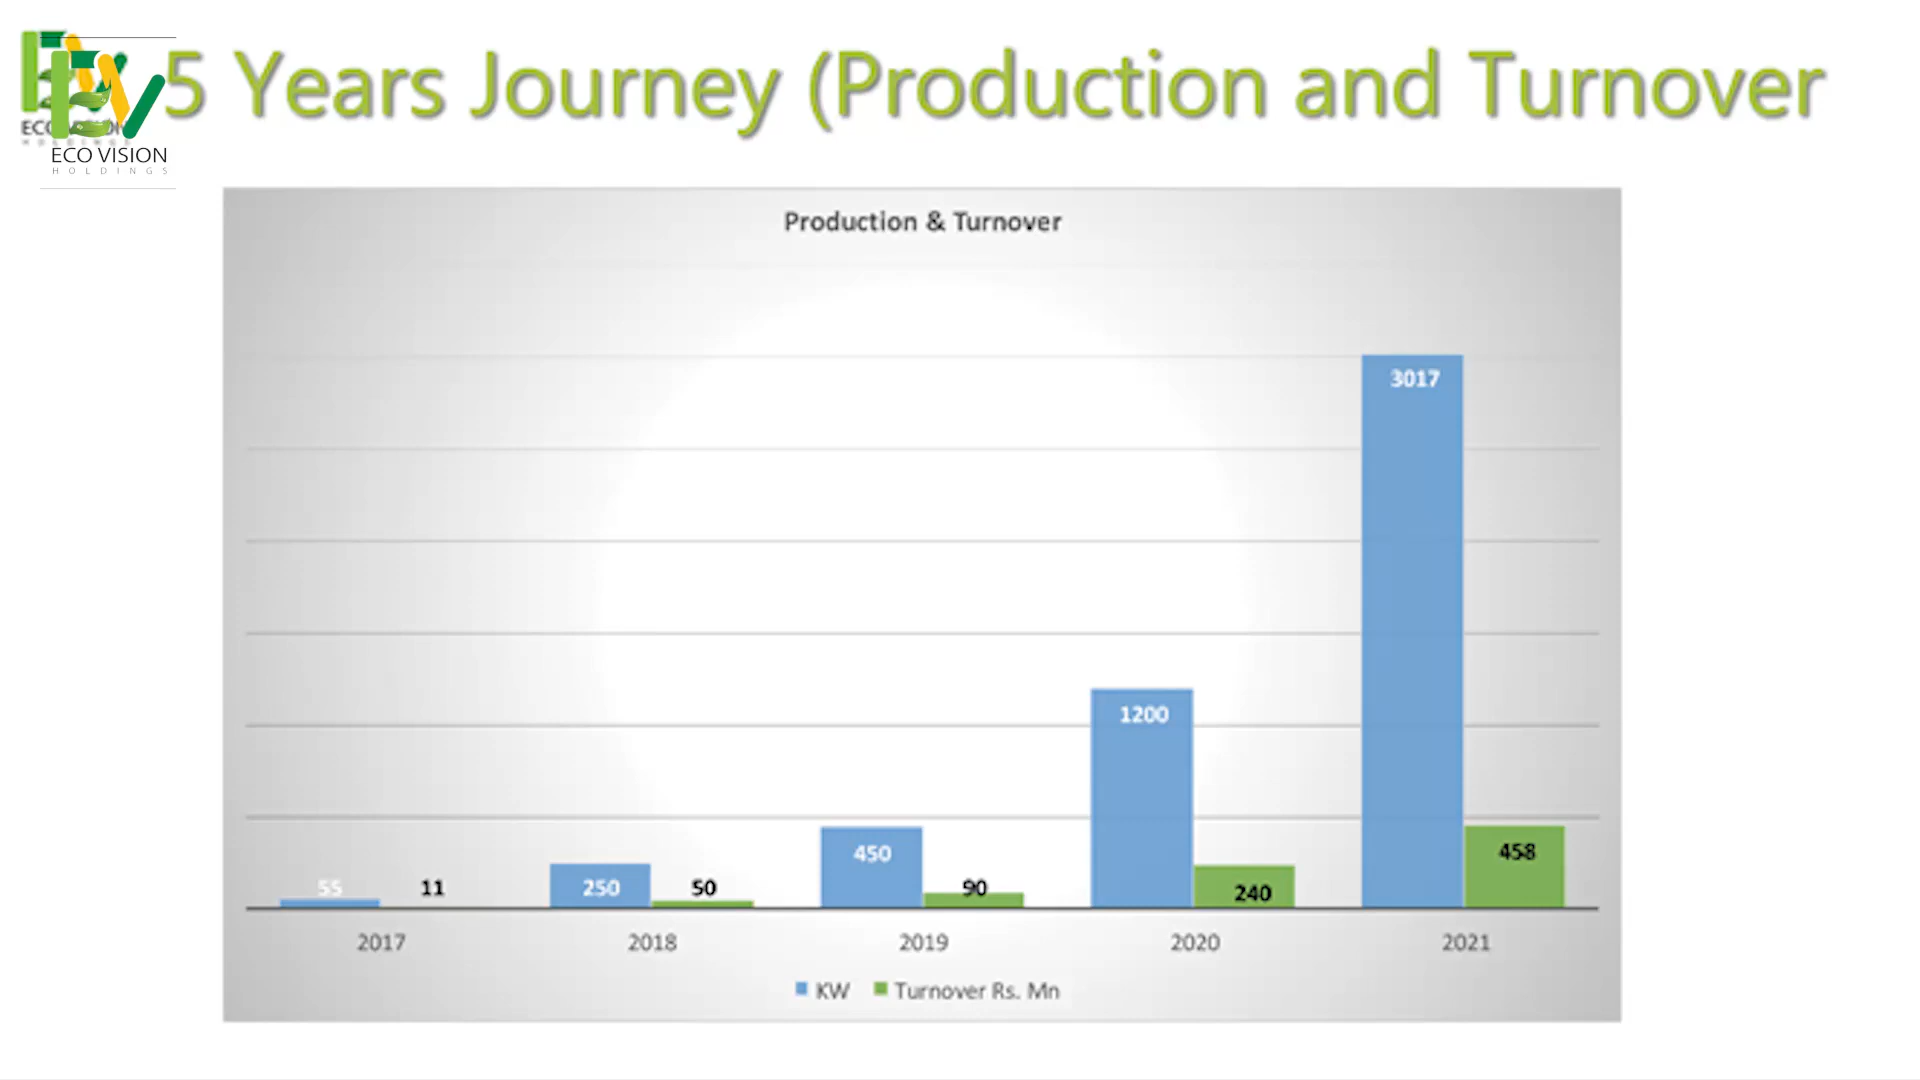 5 Years Journey (Production and Turnover
ECO VISION
HOLDINGS
Production & Turnover
3017
1200
450
458
55
11
250
50
90
240
2017
2018
2019
2020
2021
KW
Turnover Rs. Mn